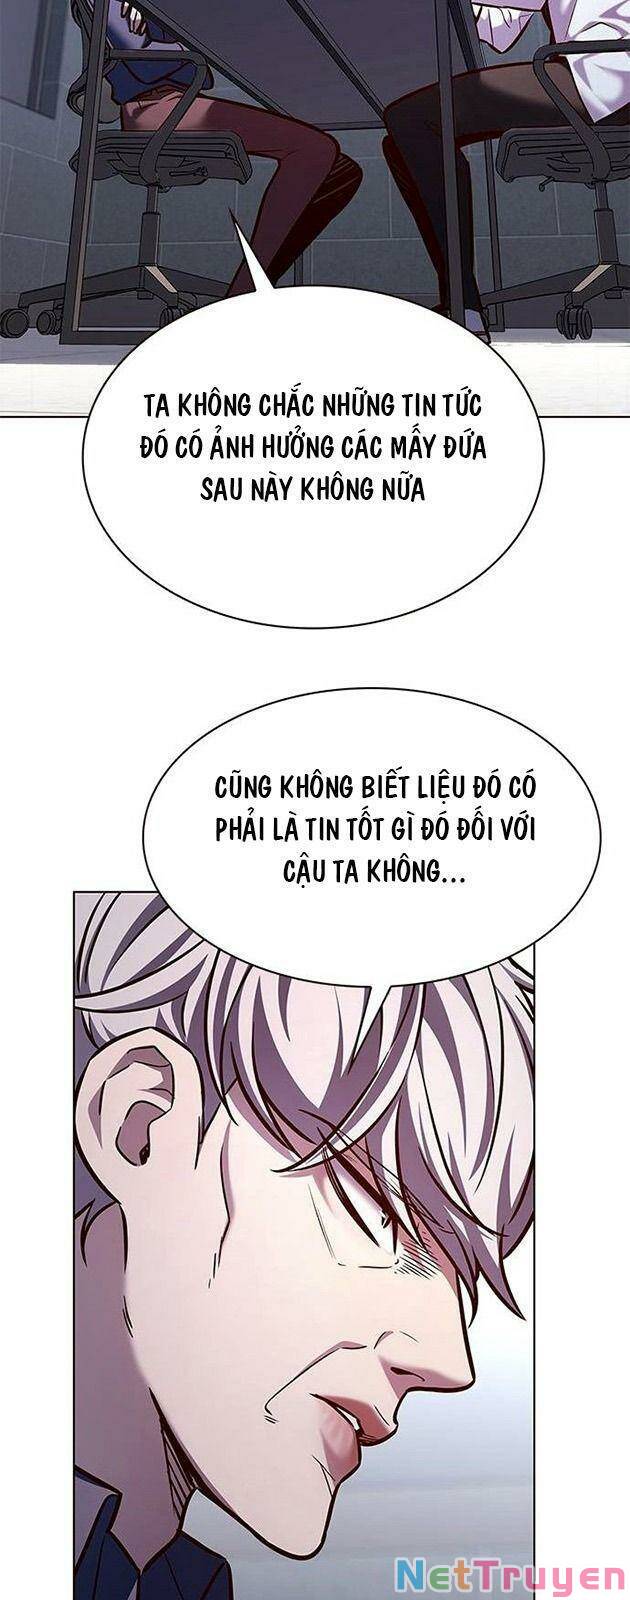 TA KHÔNG CHẮC NHỮNG TIN TỨC
ĐÓ CÓ ẢNH HƯỞNG CÁC MẤY ĐỨA
SAU NÀY KHÔNG NỮA
CŨNG KHÔNG BIẾT LIỆU ĐÓ CÓ
PHẢI LÀ TIN TỐT GÌ ĐÓ ĐỐI VỚI
CẬU TA KHÔNG...
NetTruyen